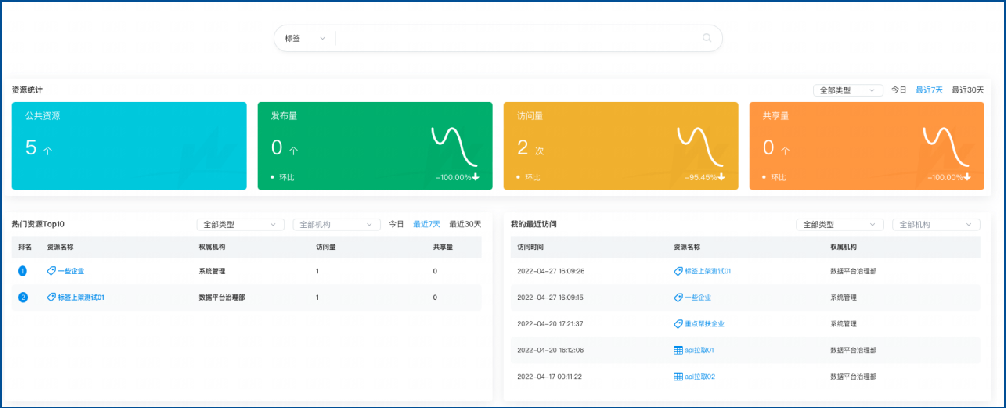 标签
资源统计
全部类型 今日 最近7天 最近30天
公共资源 发布量 访问量 共享量
5 个 0 个 2 次 0 个
环比 -100.00% 环比 -95.45% 环比 -100.00%
热门资源Top10 全部类型 全部机构 今日 最近7天 最近30天
排名 资源名称 权属机构 访问量 共享量
1 一些企业 系统管理 1 0
2 标签上架测试01 数据平台治理部 1 0
我的最近访问 全部类型 全部机构
访问时间 资源名称 权属机构
2022-04-27 15:09:26 标签上架测试01 数据平台治理部
2022-04-27 15:09:15 一些企业 系统管理
2022-04-20 17:21:37 重点 企业 系统管理
2022-04-20 16:12:06 拉取01 数据平台治理部
2022-04-17 00:11:22 拉取02 数据平台治理部